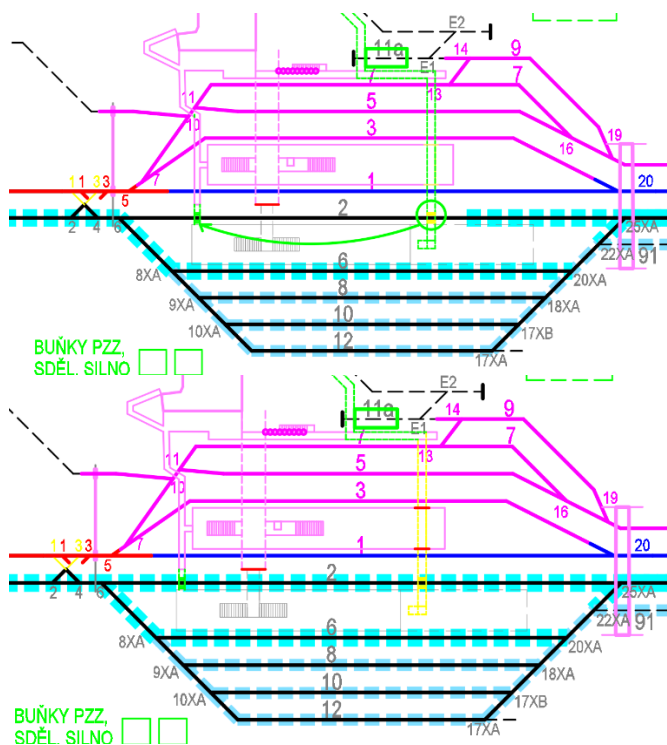 E2
11a
E1
14
9
7
7
13
11
5
10
3
16
19
1 3 3
7
1
20
5
2
2 4 6
25XA
22XA
91
8XA
6
20XA
9XA
8
18XA
10XA
10
17XB
12
17XA
BUŇKY PZZ,
SDĚL. SILNO
E2
11a
E1
14
9
7
7
13
11
5
10
3
16
19
1 3 3
7
1
20
5
2
2 4 6
25XA
22XA
91
8XA
6
20XA
9XA
8
18XA
10XA
10
17XB
12
17XA
BUŇKY PZZ,
SDĚL. SILNO